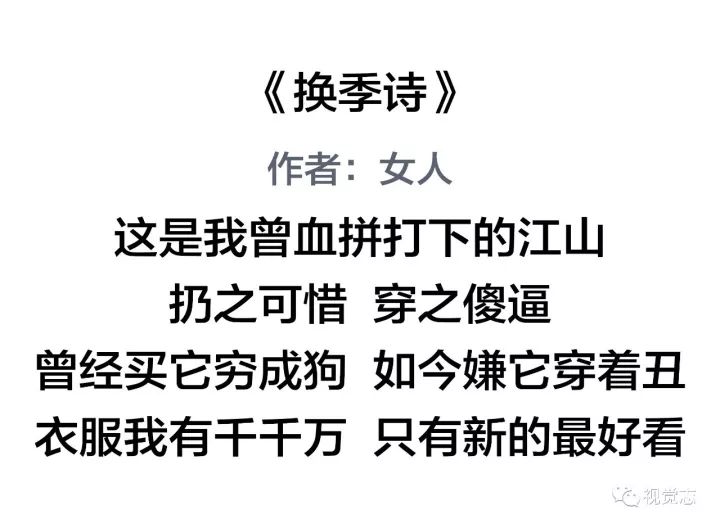 《换季诗》
作者：女人
这是我曾血拼打下的江山
扔之可惜 穿之傻逼
曾经买它穷成狗 如今嫌它穿着丑
衣服我有千千万 只有新的最好看
视觉志